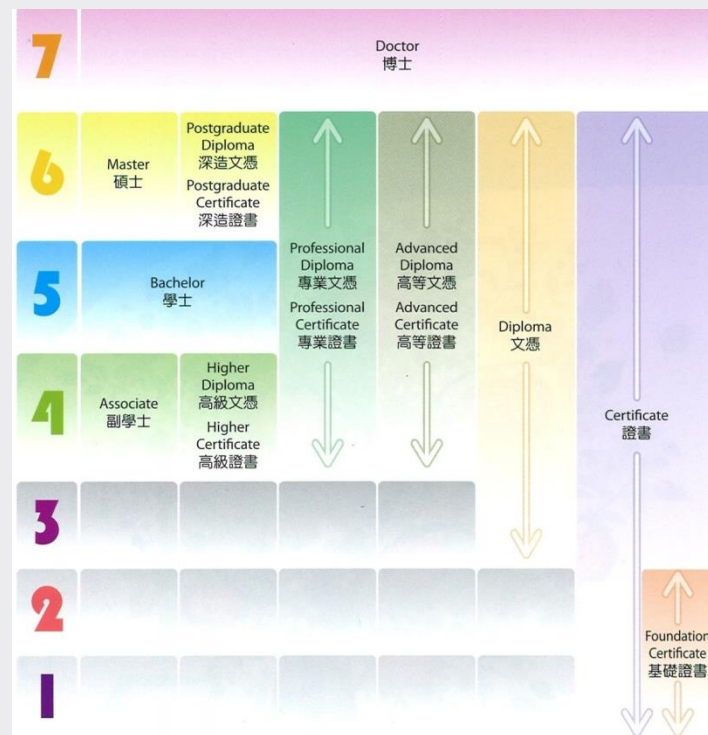 7
Doctor
博士
6
Master
碩士
Postgraduate
Diploma
深造文憑
Postgraduate
Certificate
深造證書
5
Bachelor
學士
Professional
Diploma
專業文憑
Professional
Certificate
專業證書
Advanced
Diploma
高等文憑
Advanced
Certificate
高等證書
Diploma
文憑
4
Associate
副學士
Higher
Diploma
高級文憑
Higher
Certificate
高級證書
Certificate
證書
3
2
Foundation
Certificate
基礎證書
1